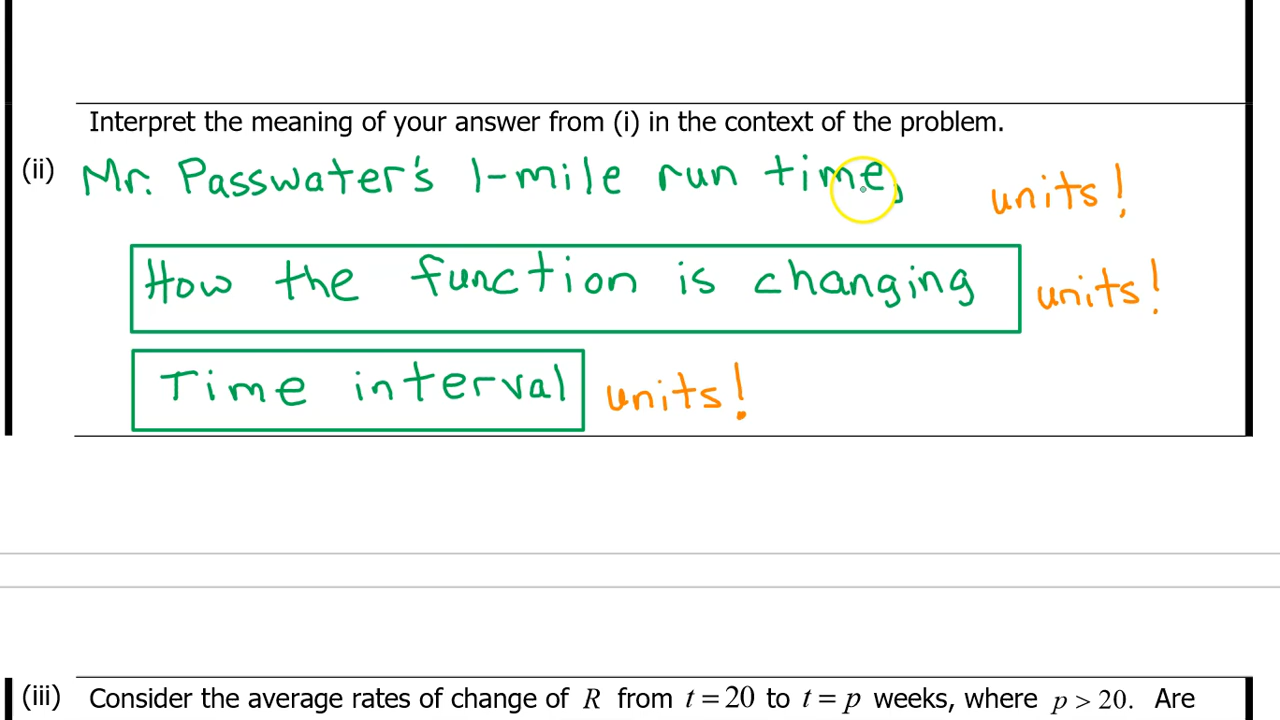 Interpret the meaning of your answer from (i) in the context of the problem.
(ii) Mr. Passwater's 1-mile run time, units!
How the function is changing units!
Time interval units!
(iii) Consider the average rates of change of R from t = 20 to t = p weeks, where p > 20. Are